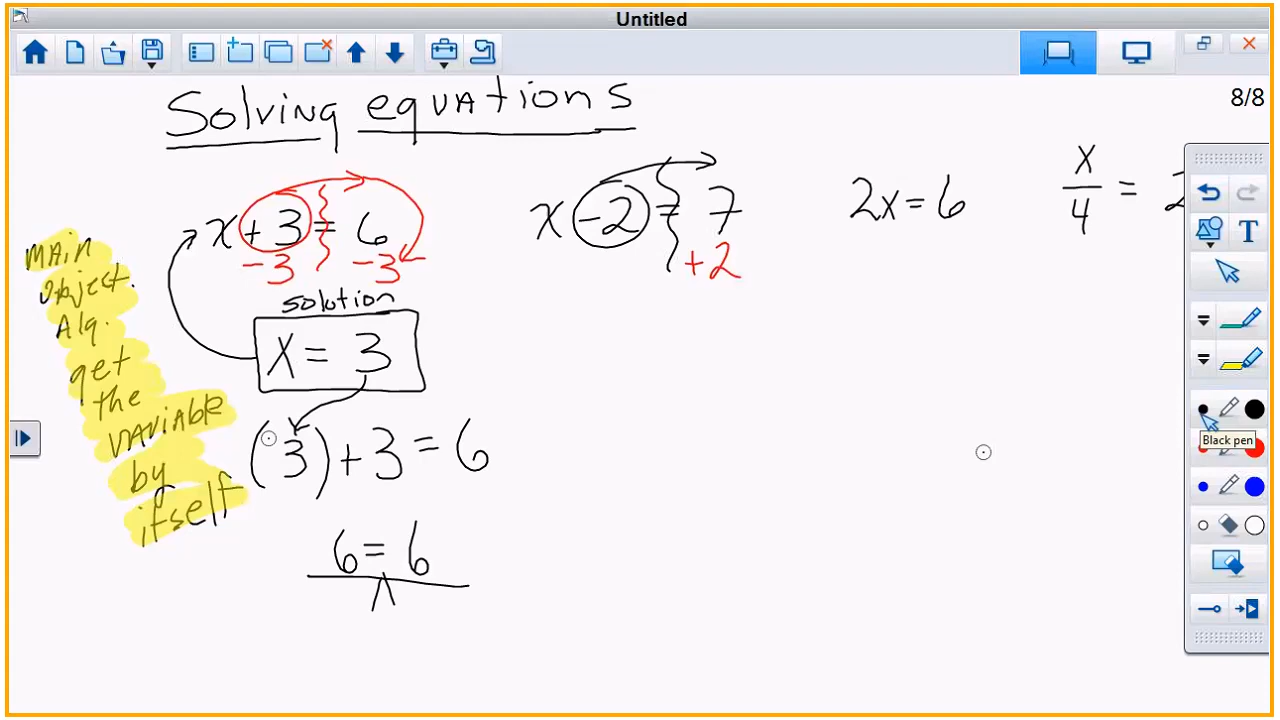 Untitled
8/8
Solving equations
x + 3 = 6
-3 -3
solution
x = 3
(3) + 3 = 6
6 = 6
MAin
object.
Alg.
get
the
VAriAble
by
itself
x - 2 = 7
+2
2x = 6
x/4 = 2
T
Black pen